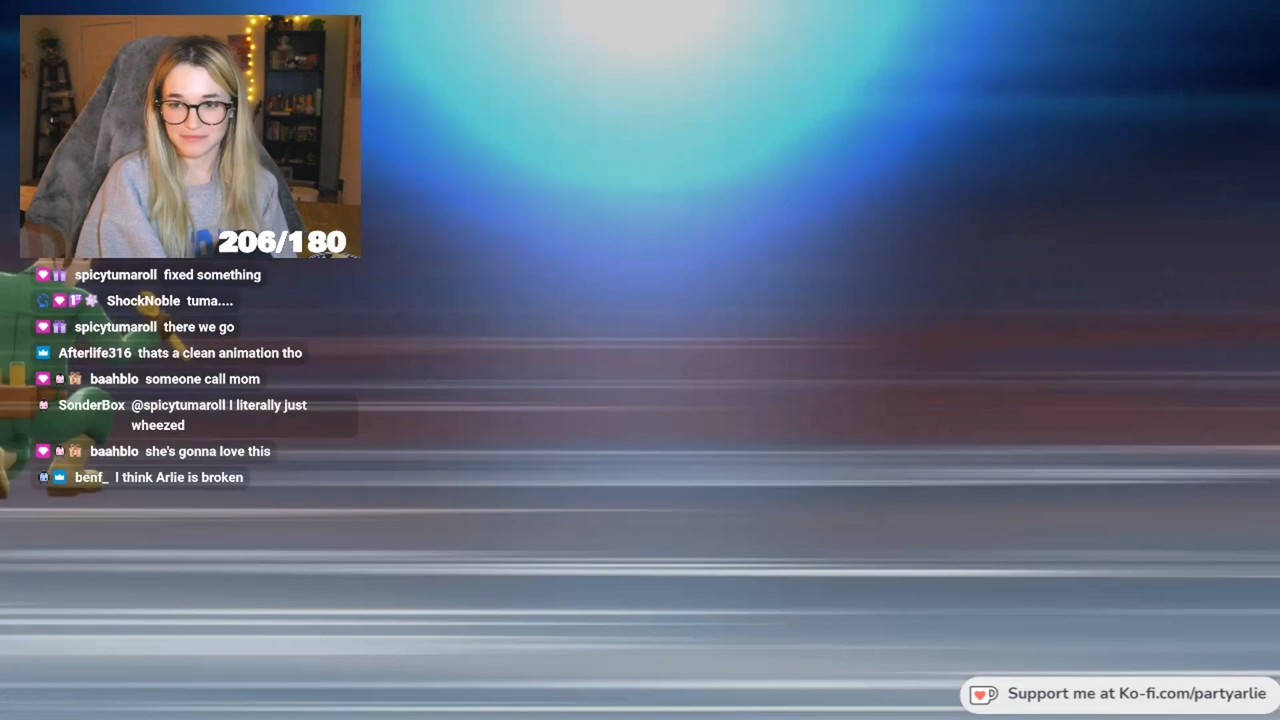 206/180
spicytumaroll fixed something
ShockNoble tuma....
spicytumaroll there we go
Afterlife316 thats a clean animation tho
baahblo someone call mom
SonderBox @spicytumaroll I literally just
wheezed
baahblo she's gonna love this
benf_ I think Arlie is broken
Support me at Ko-fi.com/partyarlie